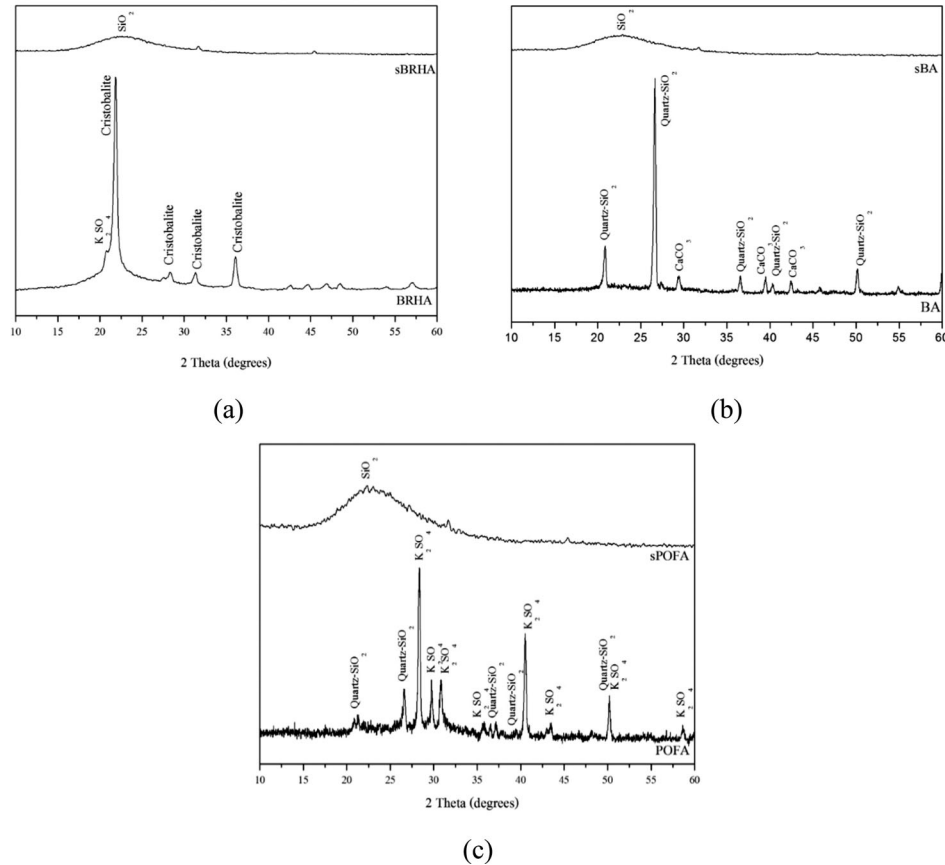 SiO2
sBRHA
Cristobalite
K2SO4
Cristobalite
Cristobalite
Cristobalite
BRHA
10 15 20 25 30 35 40 45 50 55 60
2 Theta (degrees)
(a)
SiO2
sBA
Quartz-SiO2
Quartz-SiO2
CaCO3
Quartz-SiO2
CaCO3
Quartz-SiO2
CaCO3
Quartz-SiO2
BA
10 15 20 25 30 35 40 45 50 55 60
2 Theta (degrees)
(b)
SiO2
sPOFA
Quartz-SiO2
Quartz-SiO2
K2SO4
K2SO4
K2SO4
K2SO4
Quartz-SiO2
Quartz-SiO2
K2SO4
K2SO4
Quartz-SiO2
K2SO4
K2SO4
POFA
10 15 20 25 30 35 40 45 50 55 60
2 Theta (degrees)
(c)